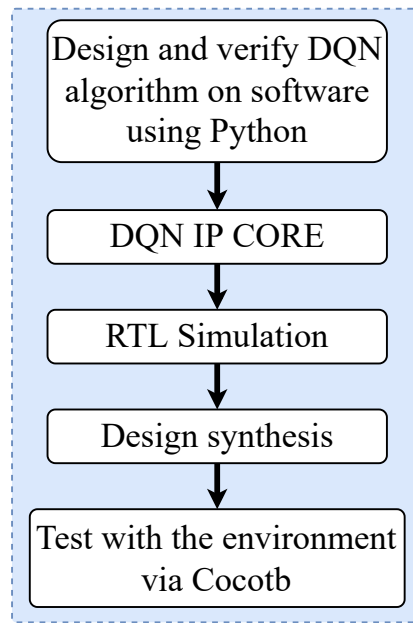 Design and verify DQN
algorithm on software
using Python
DQN IP CORE
RTL Simulation
Design synthesis
Test with the environment
via Cocotb